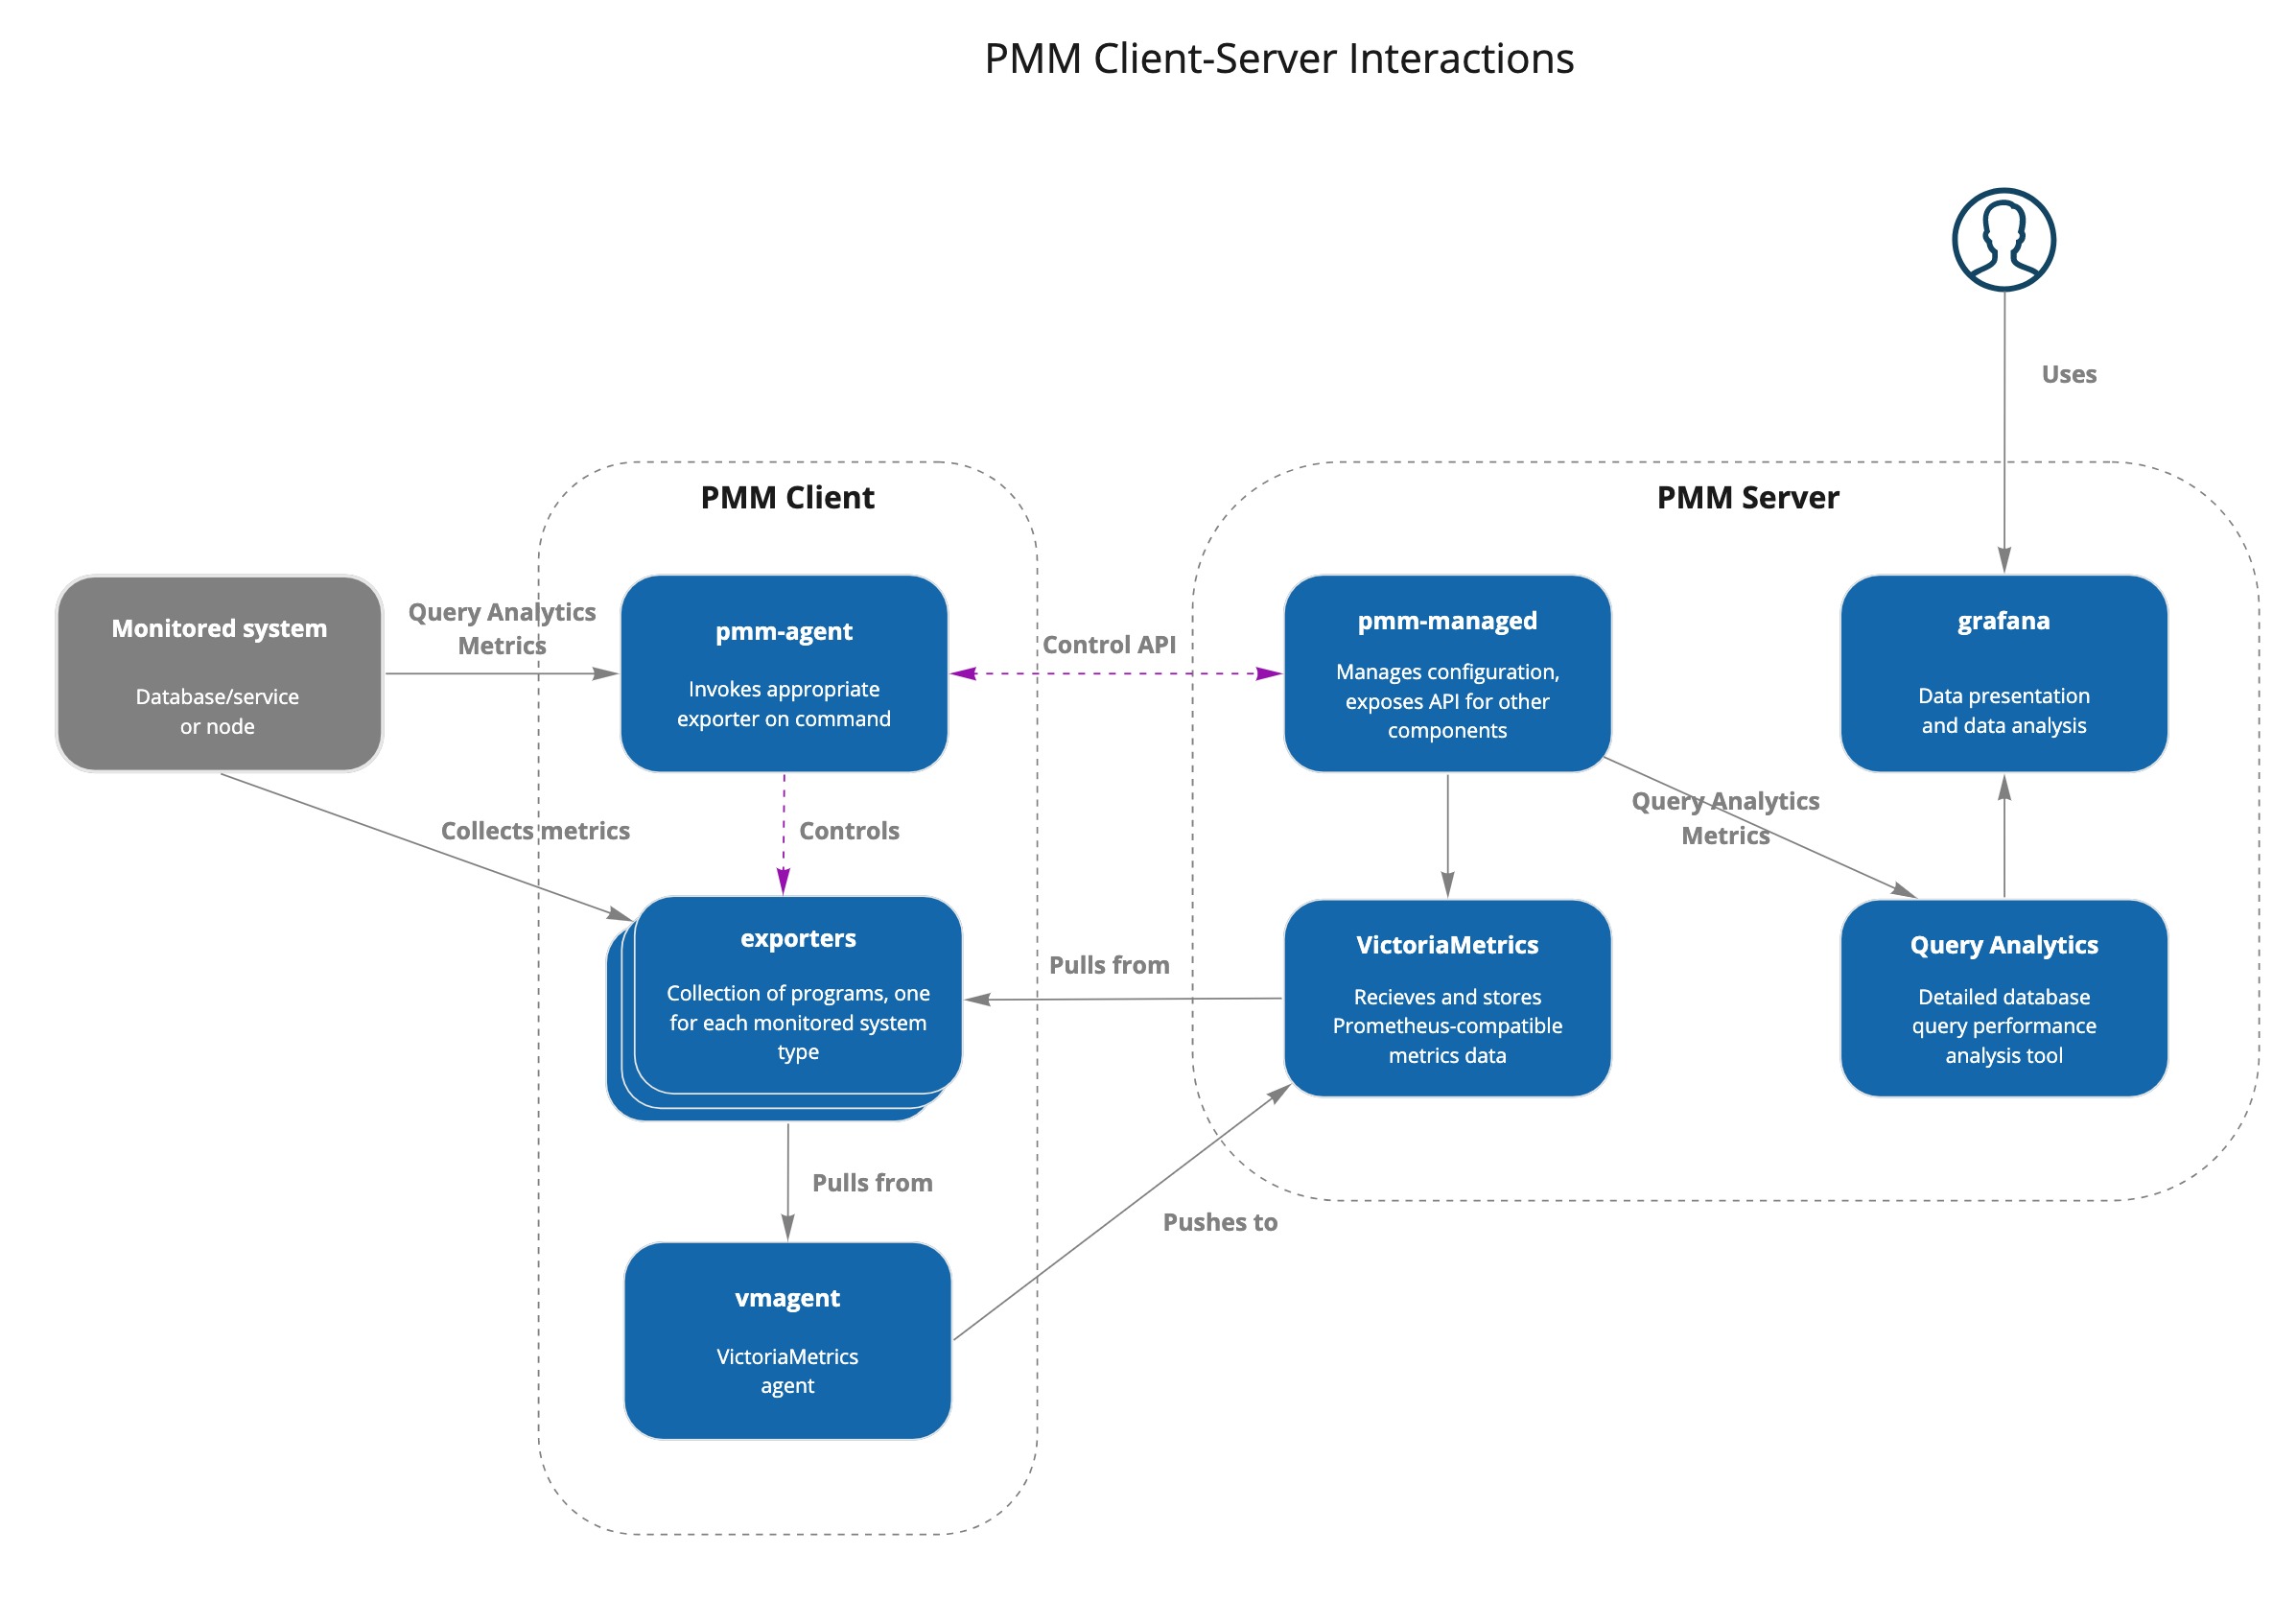 PMM Client-Server Interactions
Uses
PMM Client
PMM Server
Monitored system
Database/service
or node
Query Analytics
Metrics
pmm-agent
Invokes appropriate
exporter on command
Control API
pmm-managed
Manages configuration,
exposes API for other
components
grafana
Data presentation
and data analysis
Collects metrics
Controls
Query Analytics
Metrics
exporters
Collection of programs, one
for each monitored system
type
Pulls from
VictoriaMetrics
Recieves and stores
Prometheus-compatible
metrics data
Query Analytics
Detailed database
query performance
analysis tool
Pulls from
Pushes to
vmagent
VictoriaMetrics
agent